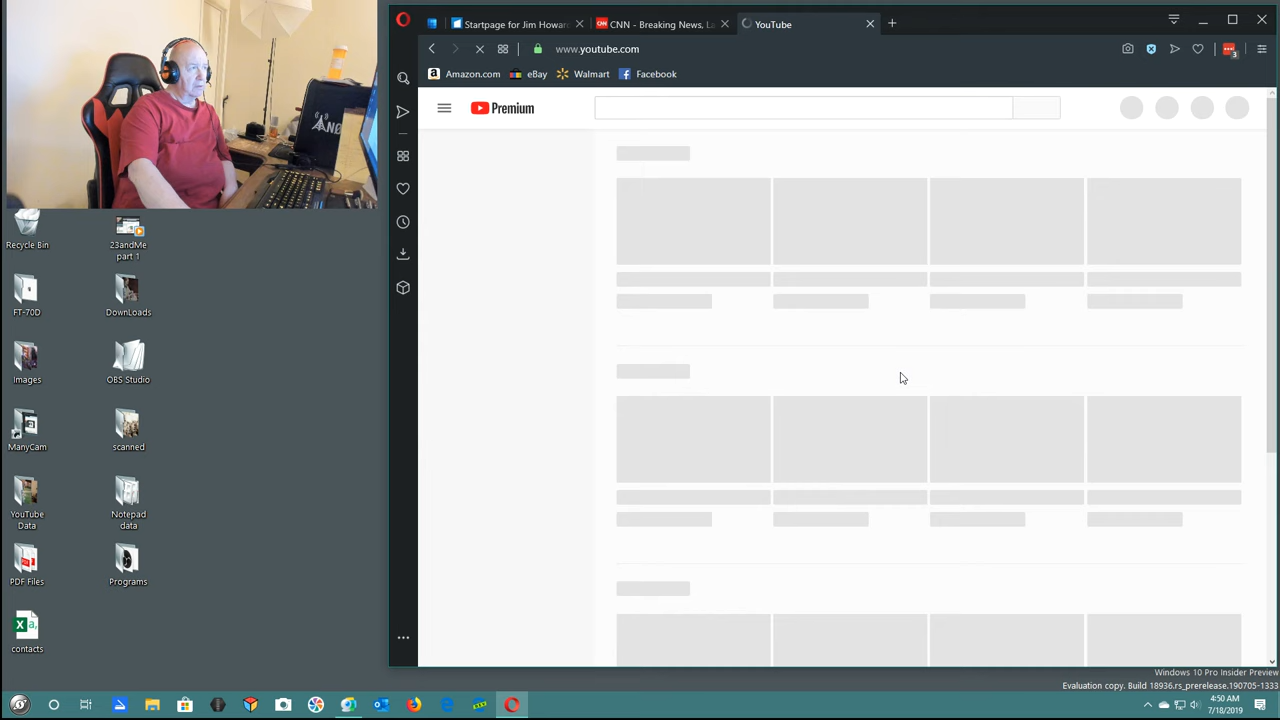 Startpage for Jim Howar
CNN - Breaking News, La
YouTube
www.youtube.com
3
Amazon.com
eBay
Walmart
Facebook
Premium
AN0
Recycle Bin
23andMe
part 1
FT-70D
DownLoads
Images
OBS Studio
ManyCam
scanned
YouTube
Data
Notepad
data
PDF Files
Programs
contacts
Windows 10 Pro Insider Preview
Evaluation copy. Build 18936.rs_prerelease.190705-1333
4:50 AM
7/18/2019